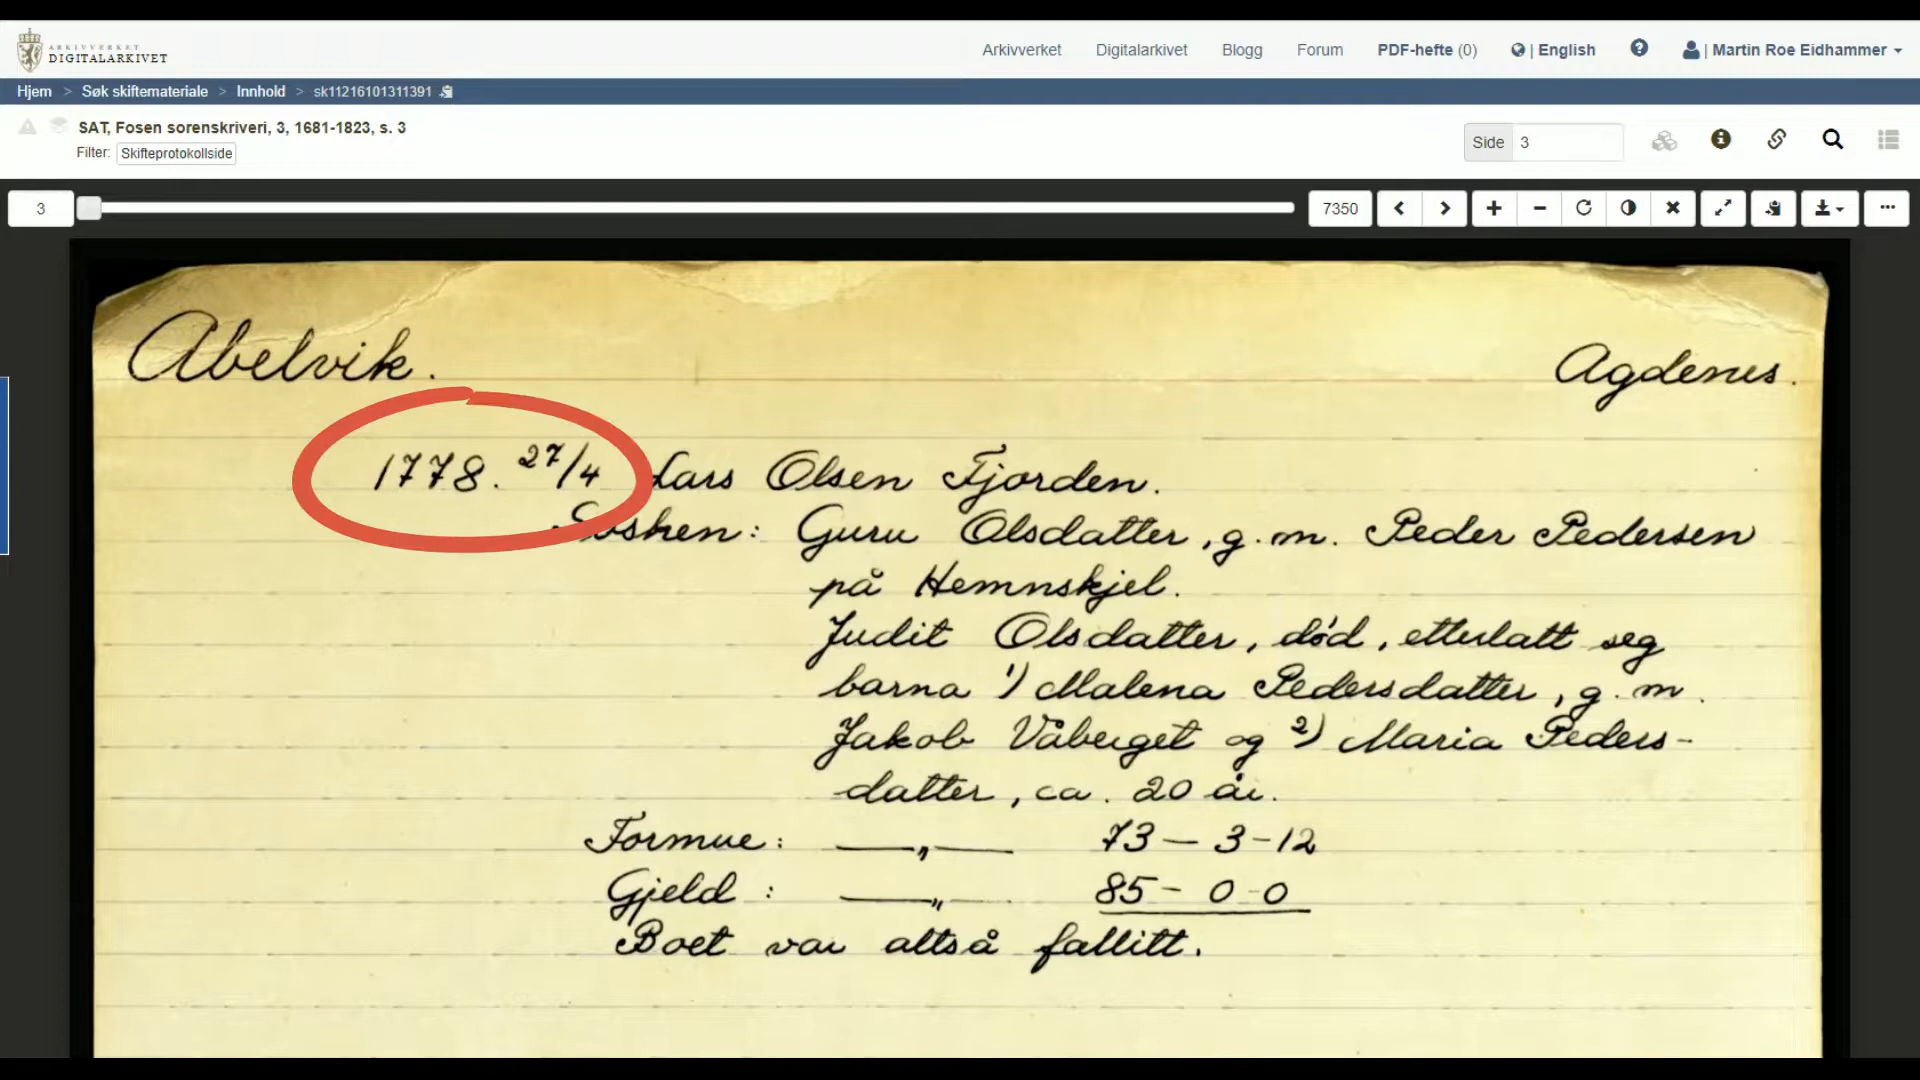 ARKIVVERKET
DIGITALARKIVET
Arkivverket Digitalarkivet Blogg Forum PDF-hefte (0) | English | Martin Roe Eidhammer
Hjem > Søk skiftemateriale > Innhold > sk11216101311391
SAT, Fosen sorenskriveri, 3, 1681-1823, s. 3
Filter: Skifteprotokollside
Side 3
3 7350
Abelvik. Agdenes.
1778. 27/4 Lars Olsen Fjorden.
Søsken: Guru Olsdatter, g. m. Peder Pedersen
på Hemnskjel.
Judit Olsdatter, død, etterlatt seg
barna 1) Malena Pedersdatter, g. m.
Jakob Våberget og 2) Maria Peders-
datter, ca. 20 år.
Formue: —„— 73 — 3 - 12
Gjeld : —„— 85 - 0 - 0
Boet var altså fallitt.